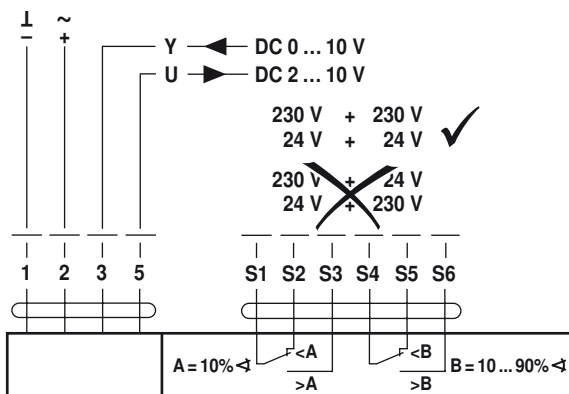 ⊥ ~
− +
Y DC 0 ... 10 V
U DC 2 ... 10 V
230 V + 230 V
24 V + 24 V
230 V + 24 V
24 V + 230 V
1 2 3 5 S1 S2 S3 S4 S5 S6
A = 10% ∢ <A <B B = 10 ... 90% ∢
>A >B